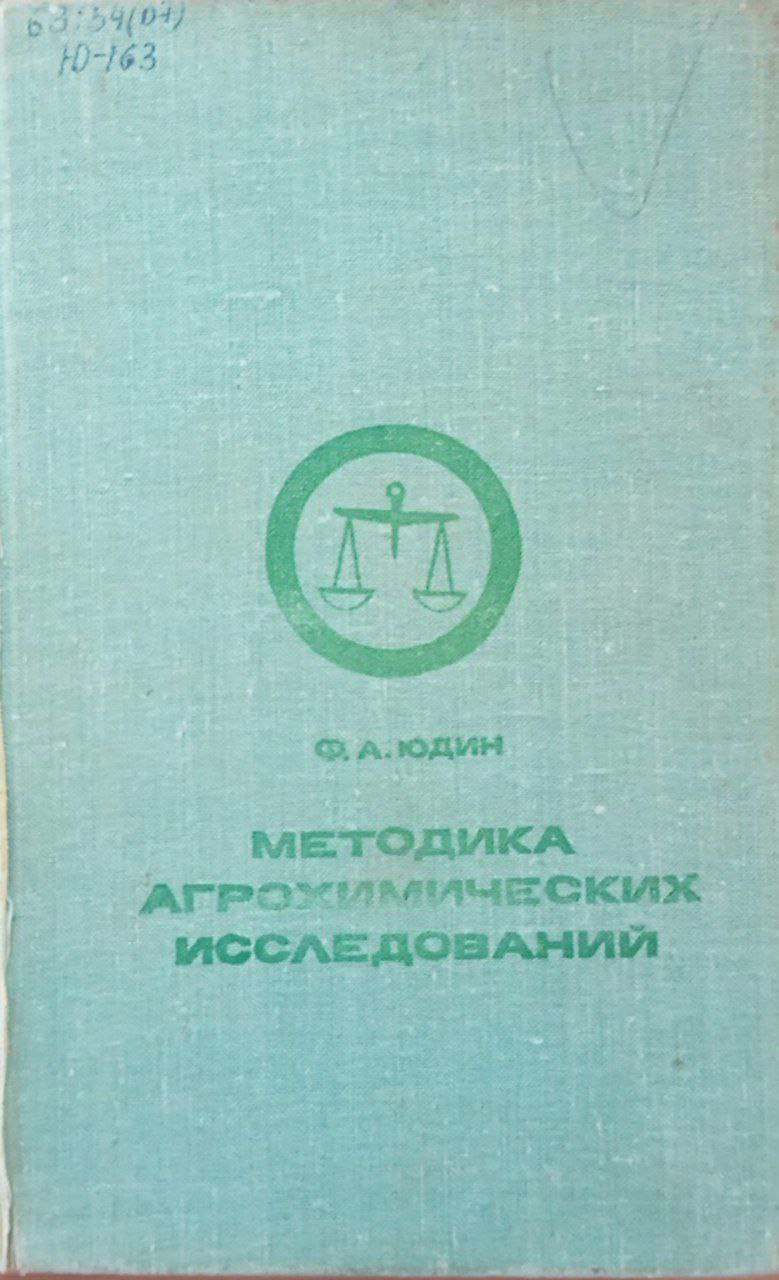 63:54(07)
Ю-163
Ф. А. ЮДИН
МЕТОДИКА
АГРОХИМИЧЕСКИХ
ИССЛЕДОВАНИЙ